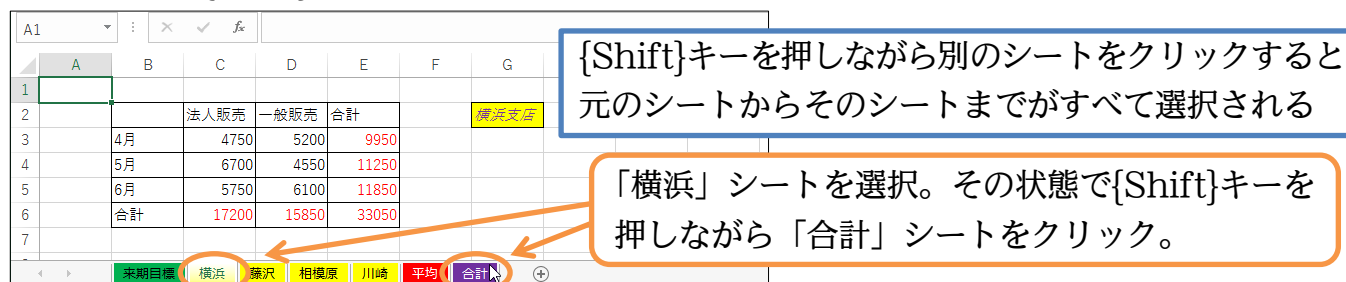 A1
fx
{Shift}キーを押しながら別のシートをクリックすると
元のシートからそのシートまでがすべて選択される
A B C D E F G
1
2 法人販売 一般販売 合計 横浜支店
3 4月 4750 5200 9950
4 5月 6700 4550 11250
5 6月 5750 6100 11850
6 合計 17200 15850 33050
7
「横浜」シートを選択。その状態で{Shift}キーを
押しながら「合計」シートをクリック。
来期目標 横浜 藤沢 相模原 川崎 平均 合計